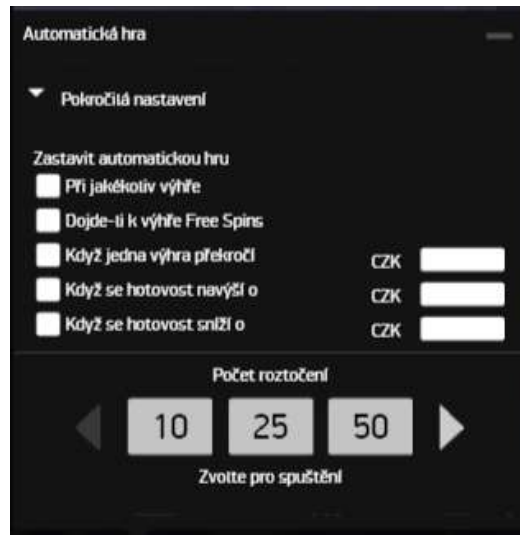 Automatická hra
Pokročilá nastavení
Zastavit automatickou hru
Při jakékoliv výhře
Dojde-li k výhře Free Spins
Když jedna výhra překročí CZK
Když se hotovost navýší o CZK
Když se hotovost sníží o CZK
Počet roztočení
10 25 50
Zvolte pro spuštění